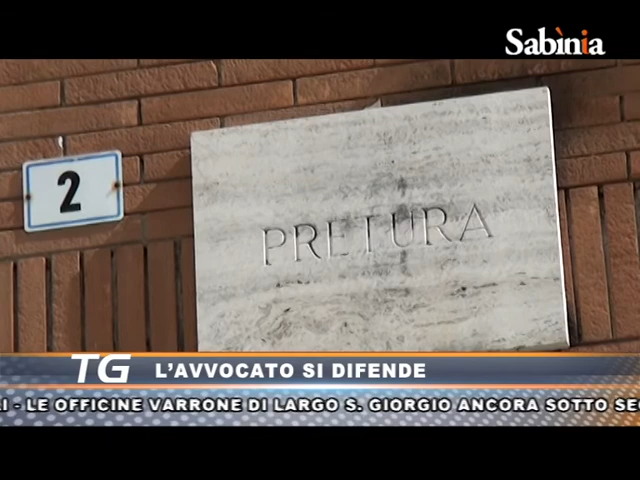 Sabìnia
2
PRETURA
TG L'AVVOCATO SI DIFENDE
- LE OFFICINE VARRONE DI LARGO S. GIORGIO ANCORA SOTTO